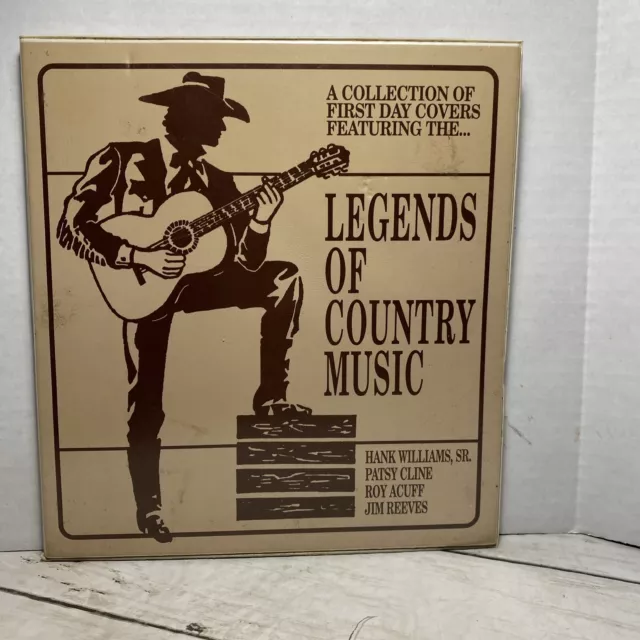 A COLLECTION OF
FIRST DAY COVERS
FEATURING THE...
LEGENDS
OF
COUNTRY
MUSIC
HANK WILLIAMS, SR.
PATSY CLINE
ROY ACUFF
JIM REEVES